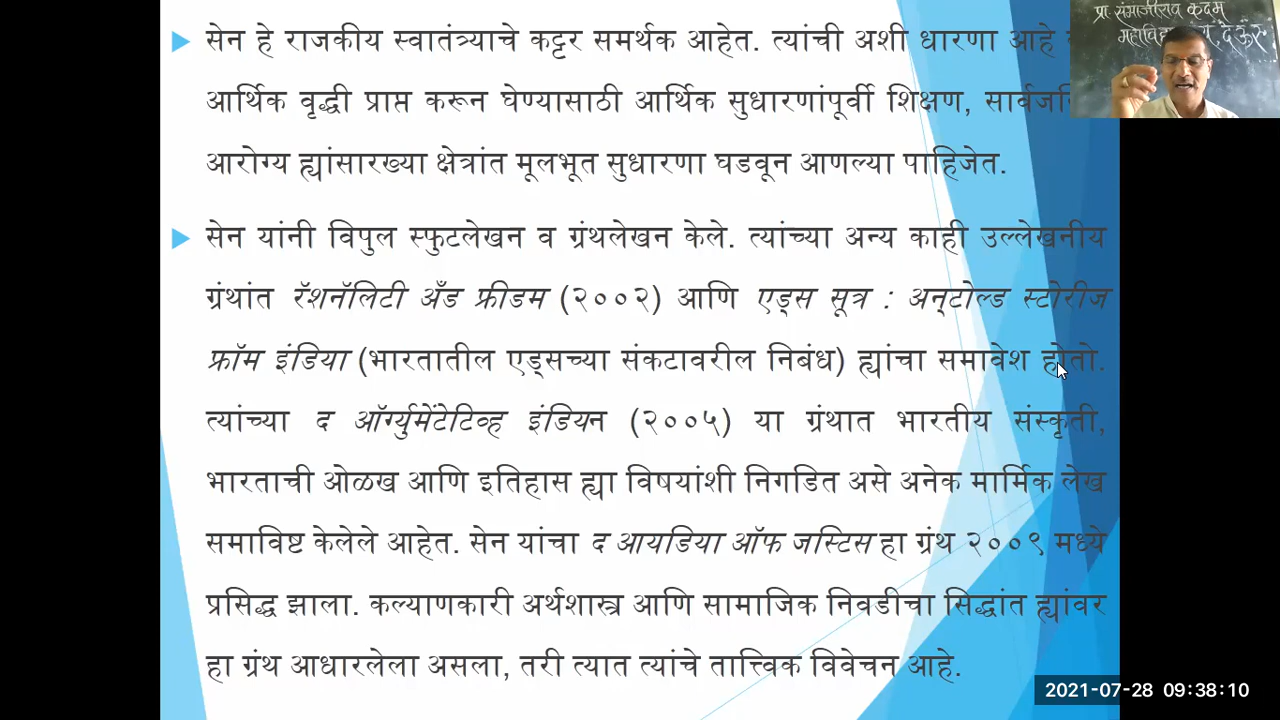 सेन हे राजकीय स्वातंत्र्याचे कट्टर समर्थक आहेत. त्यांची अशी धारणा आहे
आर्थिक वृद्धी प्राप्त करून घेण्यासाठी आर्थिक सुधारणांपूर्वी शिक्षण,
आरोग्य ह्यांसारख्या क्षेत्रांत मूलभूत सुधारणा घडवून आणल्या पाहिजेत.
सेन यांनी विपुल स्फुटलेखन व ग्रंथलेखन केले. त्यांच्या अन्य काही उल्लेखनीय
ग्रंथांत रॅशनॅलिटी अँड फ्रीडम (२००२) आणि एड्स सूत्र : अन्‌टोल्ड स्टोरीज
फ्रॉम इंडिया (भारतातील एड्सच्या संकटावरील निबंध) ह्यांचा समावेश होतो.
त्यांच्या द ऑर्ग्युमेंटेटिव्ह इंडियन (२००५) या ग्रंथात भारतीय संस्कृती,
भारताची ओळख आणि इतिहास ह्या विषयांशी निगडित असे अनेक मार्मिक लेख
समाविष्ट केलेले आहेत. सेन यांचा द आयडिया ऑफ जस्टिस हा ग्रंथ २००९ मध्ये
प्रसिद्ध झाला. कल्याणकारी अर्थशास्त्र आणि सामाजिक निवडीचा सिद्धांत ह्यांवर
हा ग्रंथ आधारलेला असला, तरी त्यात त्यांचे तात्त्विक विवेचन आहे.
प्रा. संभाजीराव कदम
2021-07-28 09:38:10